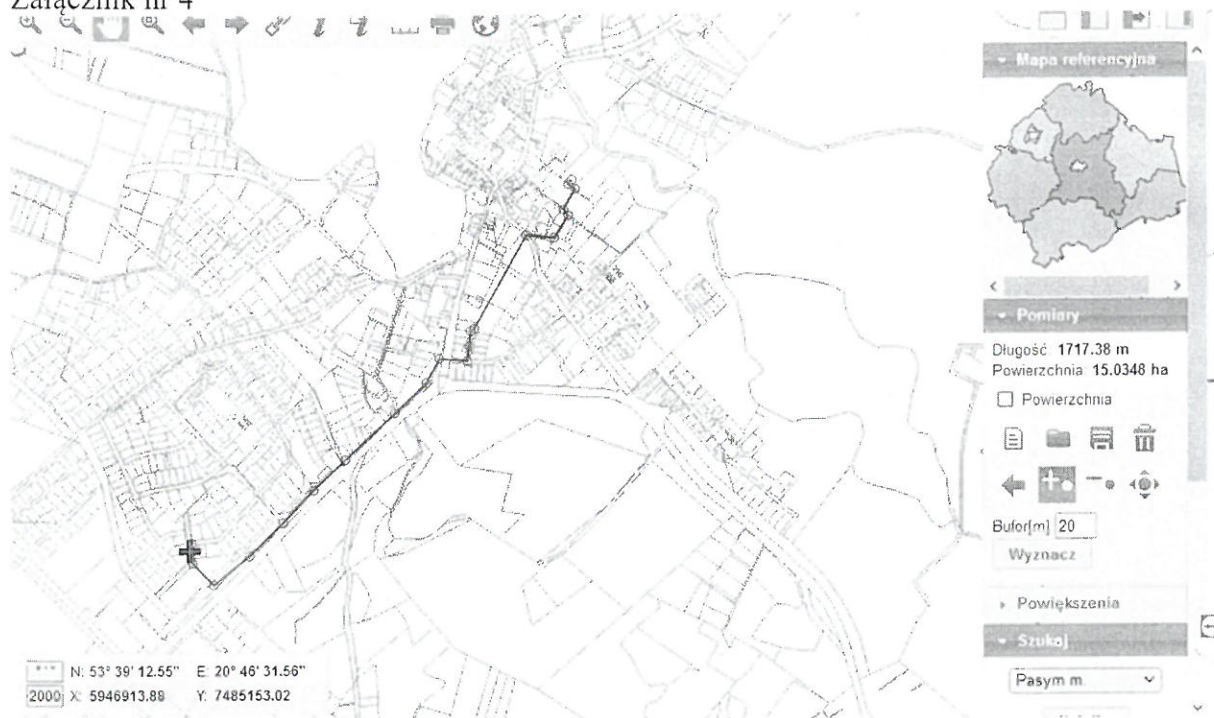 Załącznik nr 4
Mapa referencyjna
Pomiary
Długość: 1717.38 m
Powierzchnia: 15.0348 ha
Powierzchnia
Bufor[m] 20
Wyznacz
Powiększenia
Szukaj
Pasym m.
N: 53° 39' 12.55" E: 20° 46' 31.56"
2000 X: 5946913.89 Y: 7485153.02